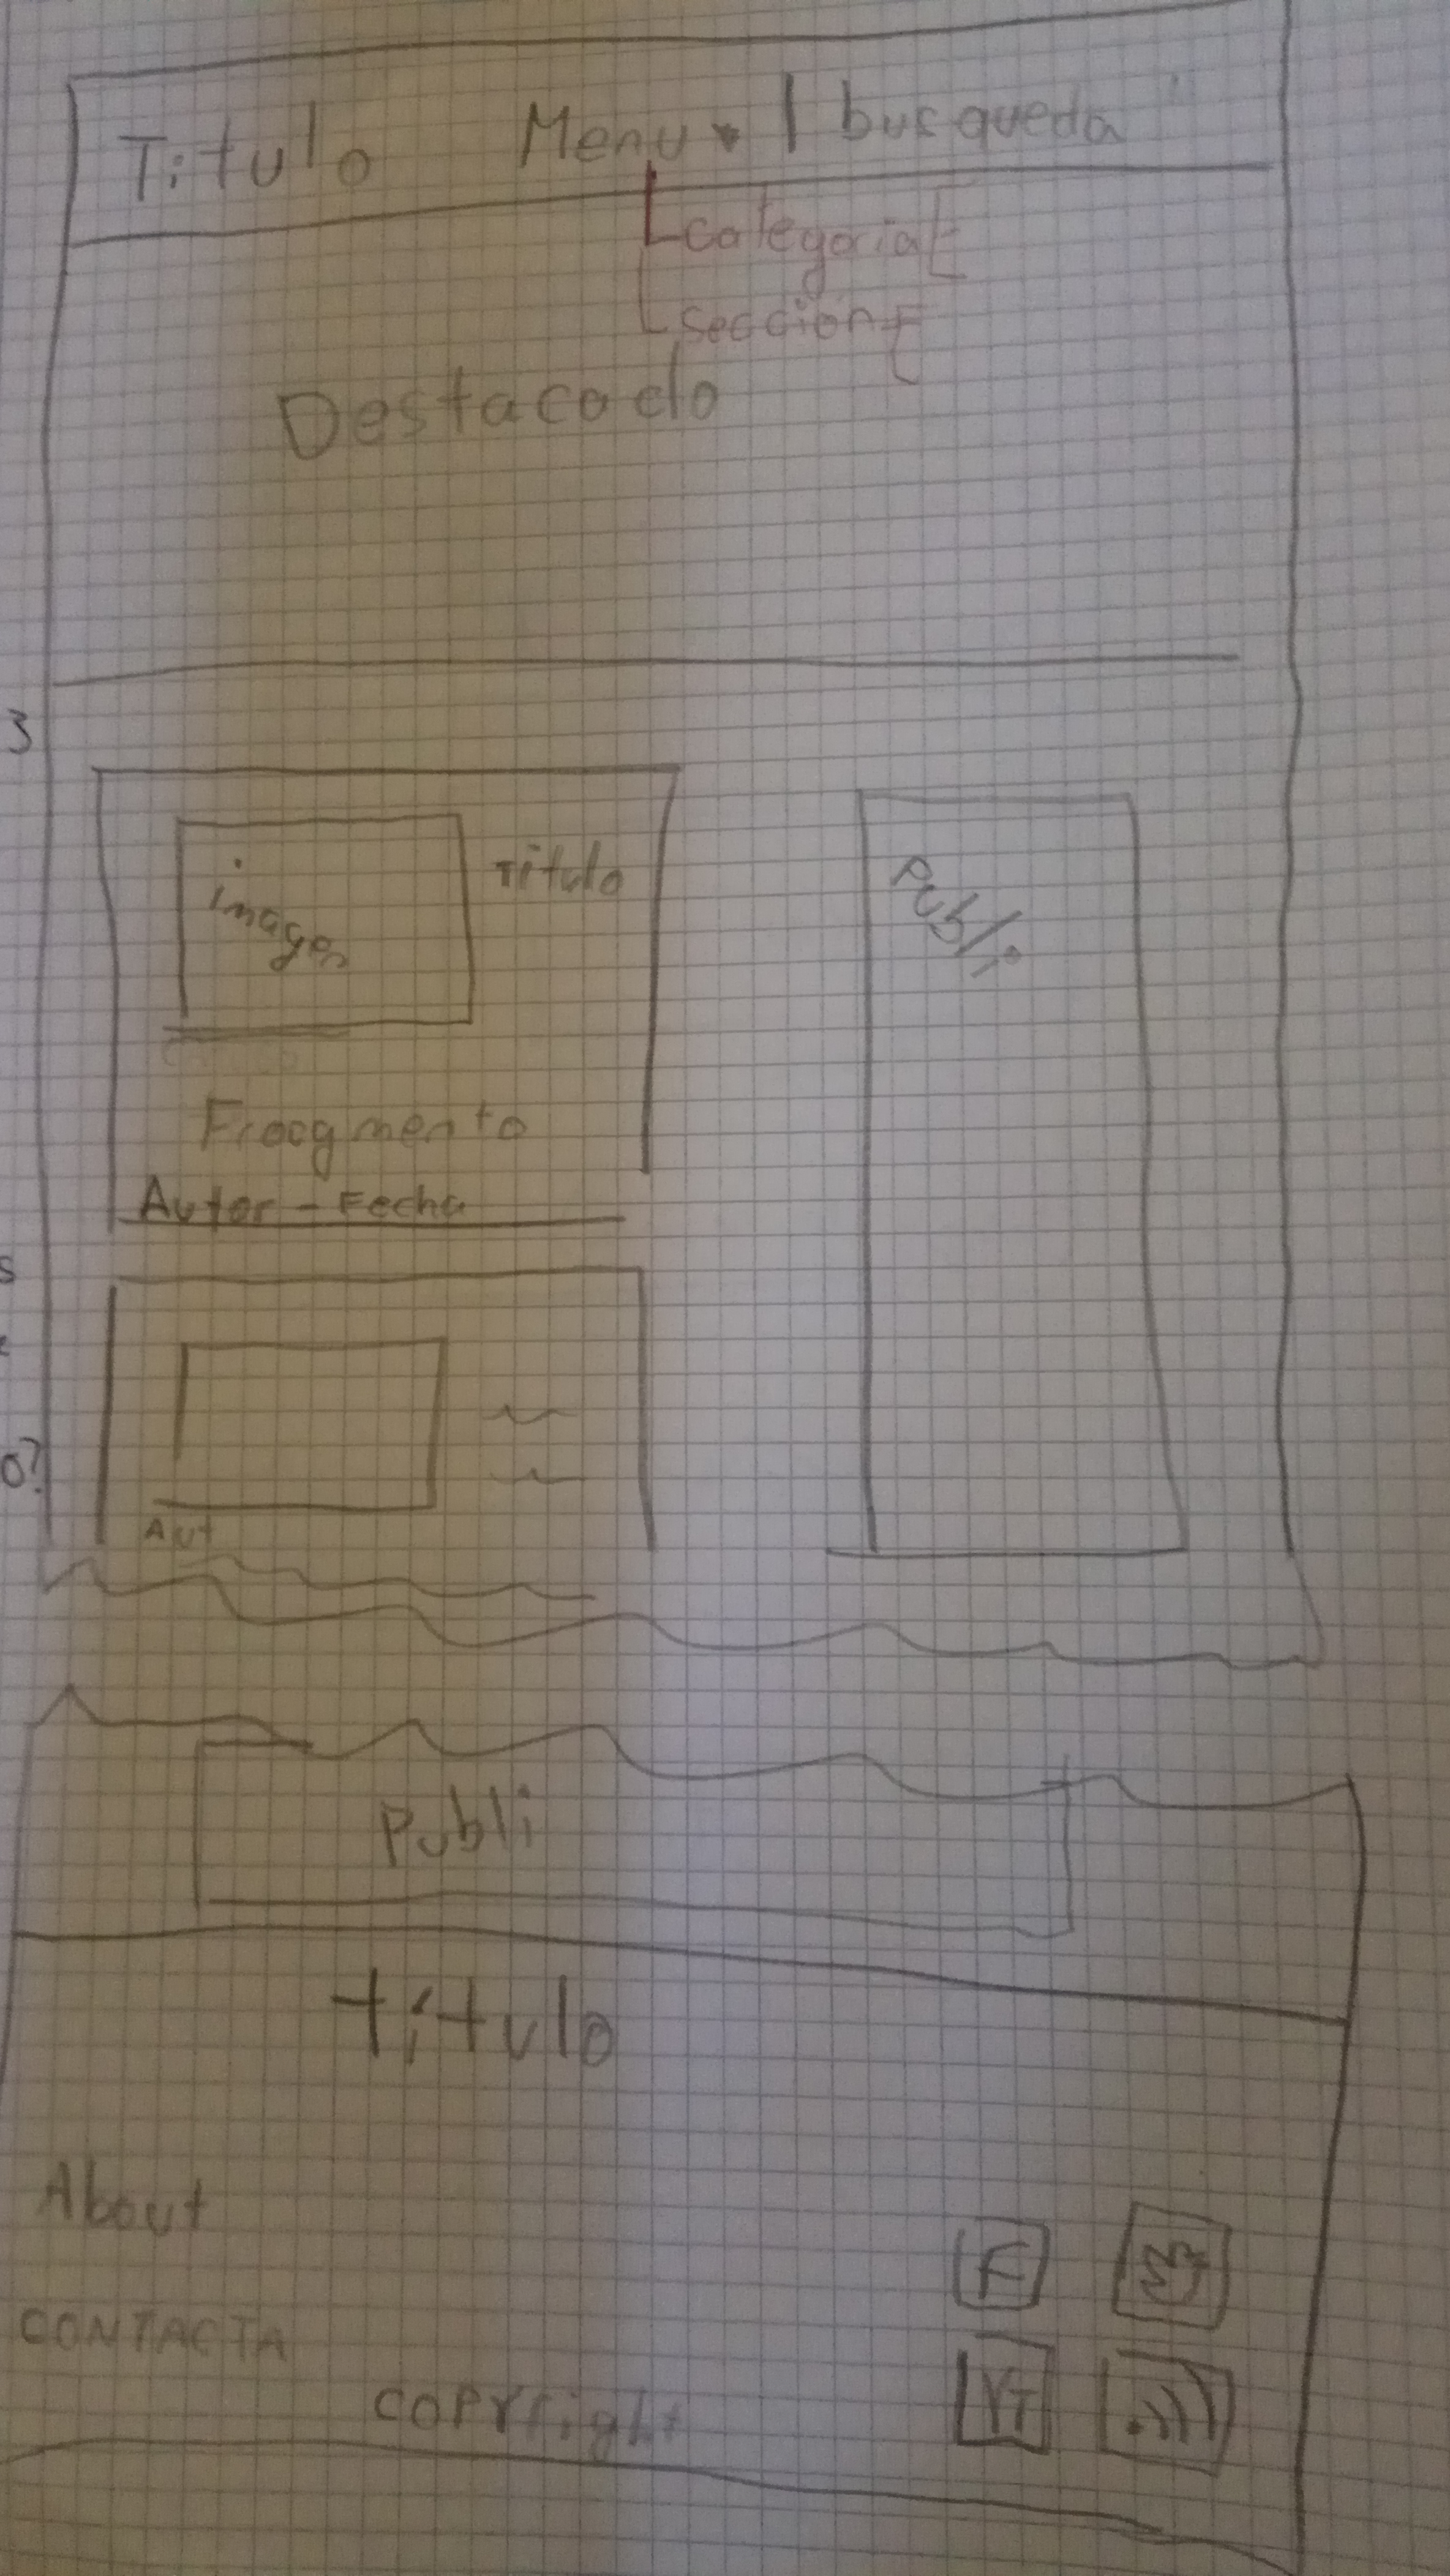 Titulo Menu | busqueda
categoria
sección
Destacado
3
imagen Titulo
Publi
Fragmento
Autor - Fecha
s
Aut
o?
Publi
titulo
About
F
CONTACTA
YT
COPYright